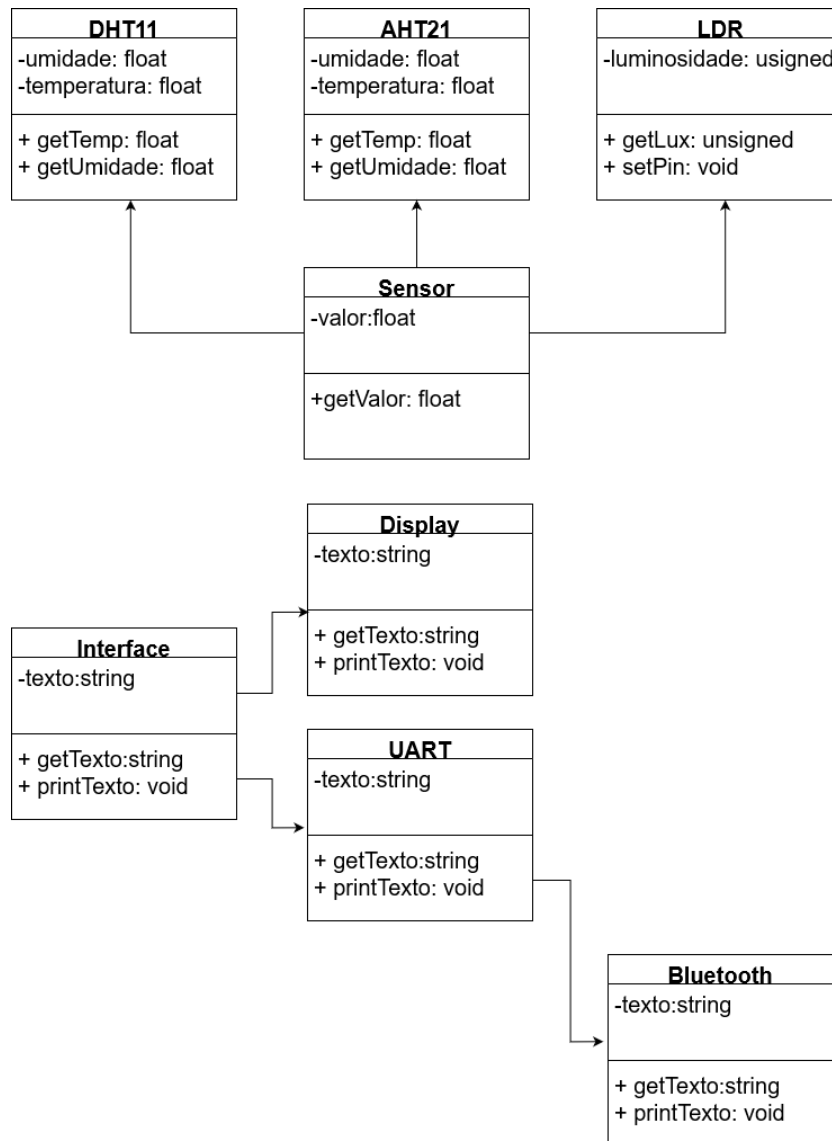 DHT11
-umidade: float
-temperatura: float
+ getTemp: float
+ getUmidade: float
AHT21
-umidade: float
-temperatura: float
+ getTemp: float
+ getUmidade: float
LDR
-luminosidade: usigned
+ getLux: unsigned
+ setPin: void
Sensor
-valor:float
+getValor: float
Display
-texto:string
+ getTexto:string
+ printTexto: void
Interface
-texto:string
+ getTexto:string
+ printTexto: void
UART
-texto:string
+ getTexto:string
+ printTexto: void
Bluetooth
-texto:string
+ getTexto:string
+ printTexto: void